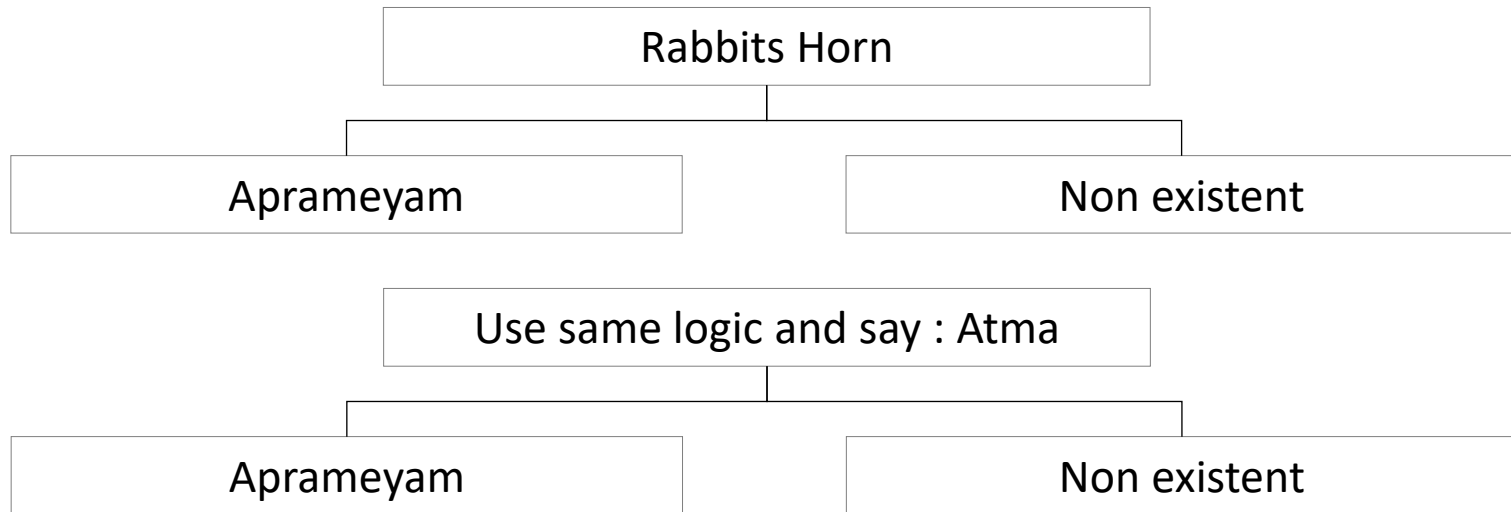 Rabbits Horn
Aprameyam
Non existent
Use same logic and say : Atma
Aprameyam
Non existent